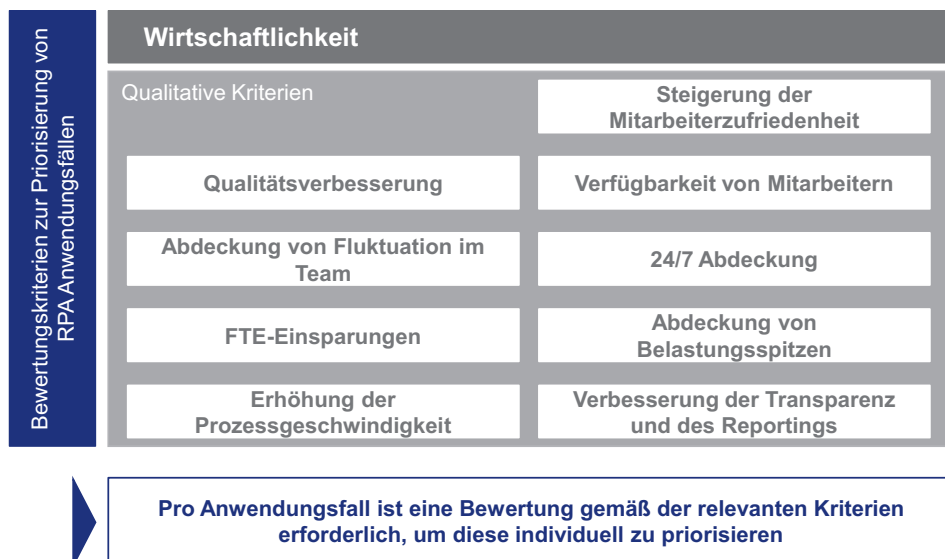 Bewertungskriterien zur Priorisierung von
RPA Anwendungsfällen
Wirtschaftlichkeit
Qualitative Kriterien
Steigerung der
Mitarbeiterzufriedenheit
Qualitätsverbesserung
Verfügbarkeit von Mitarbeitern
Abdeckung von Fluktuation im
Team
24/7 Abdeckung
FTE-Einsparungen
Abdeckung von
Belastungsspitzen
Erhöhung der
Prozessgeschwindigkeit
Verbesserung der Transparenz
und des Reportings
Pro Anwendungsfall ist eine Bewertung gemäß der relevanten Kriterien
erforderlich, um diese individuell zu priorisieren